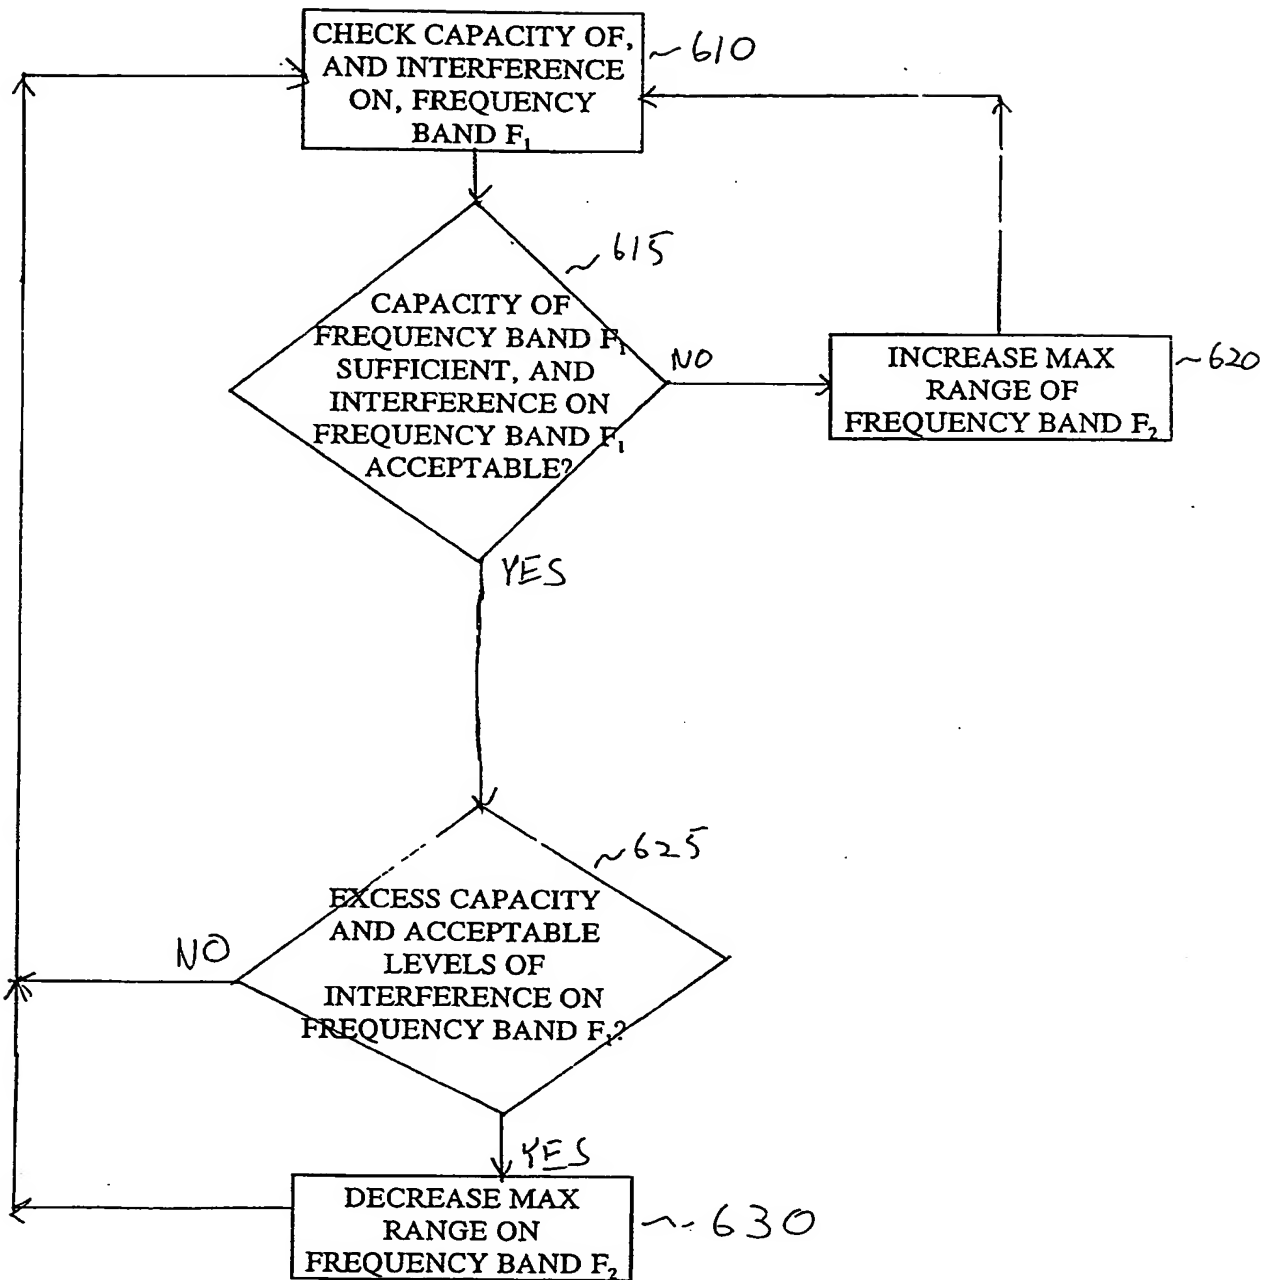 CHECK CAPACITY OF,
AND INTERFERENCE
ON, FREQUENCY
BAND F₁
~610
CAPACITY OF
FREQUENCY BAND F₁
SUFFICIENT, AND
INTERFERENCE ON
FREQUENCY BAND F₁
ACCEPTABLE?
~615
NO
INCREASE MAX
RANGE OF
FREQUENCY BAND F₂
~620
YES
EXCESS CAPACITY
AND ACCEPTABLE
LEVELS OF
INTERFERENCE ON
FREQUENCY BAND F₁?
~625
NO
YES
DECREASE MAX
RANGE ON
FREQUENCY BAND F₂
~630